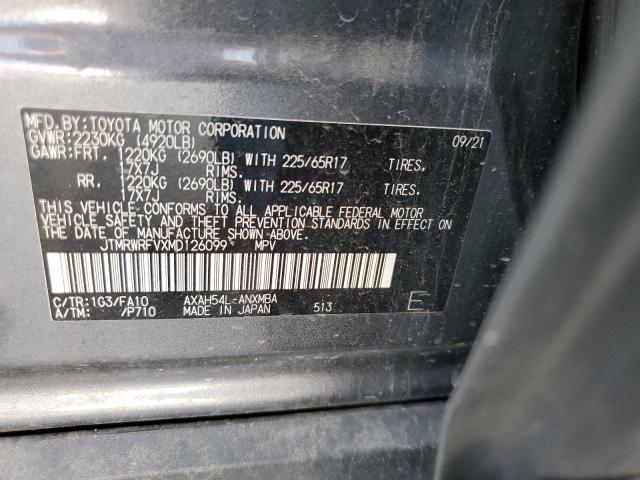 MFD.BY:TOYOTA MOTOR CORPORATION 09/21
GVWR:2230KG (4920LB)
GAWR:FRT. 1220KG (2690LB) WITH 225/65R17 TIRES,
17X7J RIMS.
RR. 1220KG (2690LB) WITH 225/65R17 TIRES,
17X7J RIMS.
THIS VEHICLE CONFORMS TO ALL APPLICABLE FEDERAL MOTOR
VEHICLE SAFETY AND THEFT PREVENTION STANDARDS IN EFFECT ON
THE DATE OF MANUFACTURE SHOWN ABOVE.
JTMRWRFVXMD126099 MPV
C/TR:1G3/FA10 AXAH54L-ANXMBA
A/TM: /P710 MADE IN JAPAN 513 E